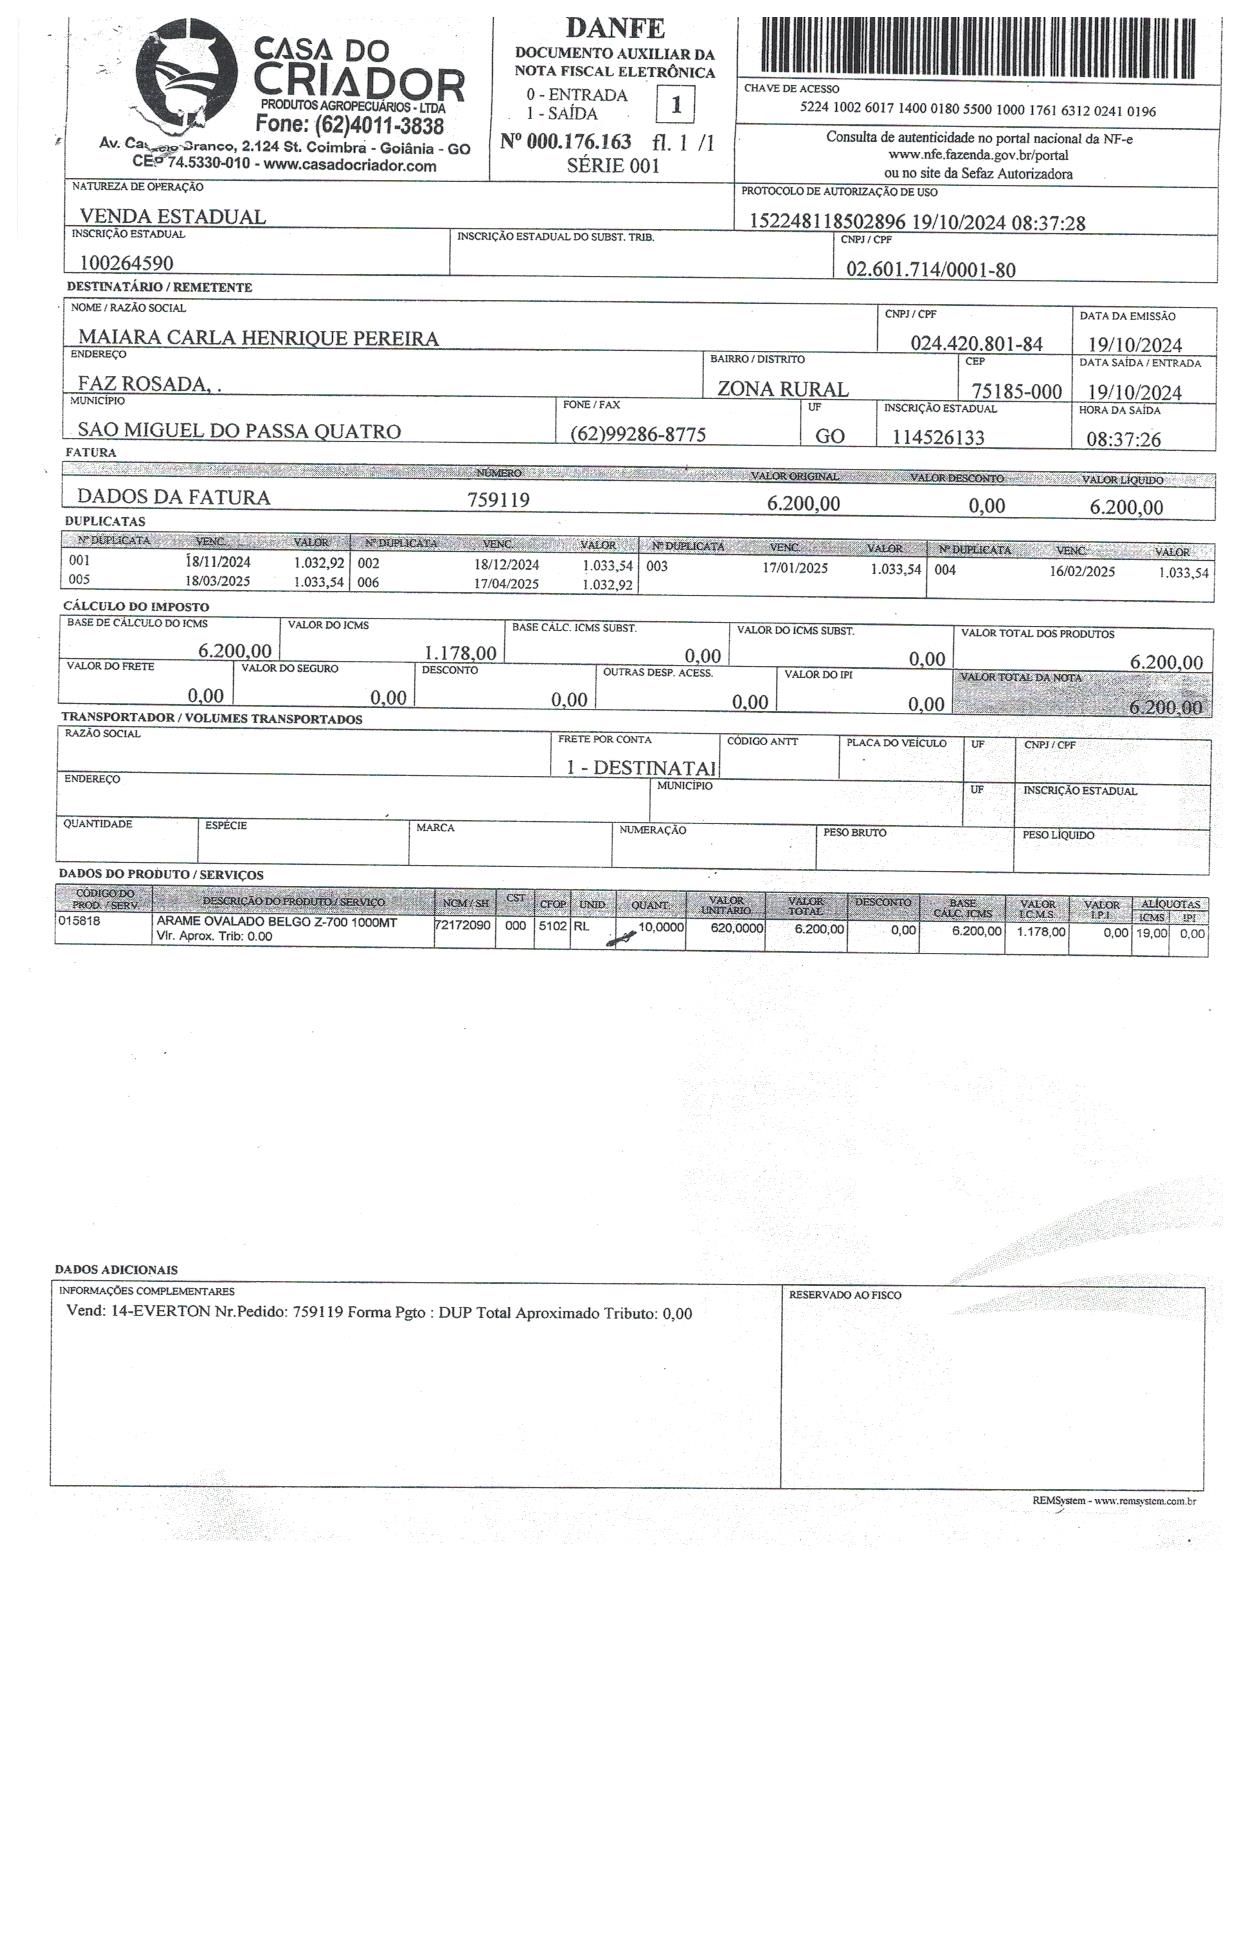 CASA DO
CRIADOR
PRODUTOS AGROPECUÁRIOS - LTDA
Fone: (62)4011-3838
Branco, 2.124 St. Coimbra - Goiânia - GO
CEP 74.5330-010 - www.casadocriador.com
DANFE
DOCUMENTO AUXILIAR DA
NOTA FISCAL ELETRÔNICA
0 - ENTRADA
1 - SAÍDA
1
Nº 000.176.163 fl. 1 /1
SÉRIE 001
CHAVE DE ACESSO
5224 1002 6017 1400 0180 5500 1000 1761 6312 0241 0196
Consulta de autenticidade no portal nacional da NF-e
www.nfe.fazenda.gov.br/portal
ou no site da Sefaz Autorizadora
NATUREZA DE OPERAÇÃO
VENDA ESTADUAL
PROTOCOLO DE AUTORIZAÇÃO DE USO
152248118502896 19/10/2024 08:37:28
INSCRIÇÃO ESTADUAL
100264590
INSCRIÇÃO ESTADUAL DO SUBST. TRIB.
CNPJ / CPF
02.601.714/0001-80
DESTINATÁRIO / REMETENTE
NOME / RAZÃO SOCIAL
MAIARA CARLA HENRIQUE PEREIRA
CNPJ / CPF
024.420.801-84
DATA DA EMISSÃO
19/10/2024
ENDEREÇO
FAZ ROSADA, .
BAIRRO / DISTRITO
ZONA RURAL
CEP
75185-000
DATA SAÍDA / ENTRADA
19/10/2024
MUNICÍPIO
SAO MIGUEL DO PASSA QUATRO
FONE / FAX
(62)99286-8775
UF
GO
INSCRIÇÃO ESTADUAL
114526133
HORA DA SAÍDA
08:37:26
FATURA
NÚMERO VALOR ORIGINAL VALOR DESCONTO VALOR LÍQUIDO
DADOS DA FATURA 759119 6.200,00 0,00 6.200,00
DUPLICATAS
Nº DUPLICATA VENC. VALOR Nº DUPLICATA VENC. VALOR Nº DUPLICATA VENC. VALOR Nº DUPLICATA VENC. VALOR
001 18/11/2024 1.032,92 002 18/12/2024 1.033,54 003 17/01/2025 1.033,54 004 16/02/2025 1.033,54
005 18/03/2025 1.033,54 006 17/04/2025 1.032,92
CÁLCULO DO IMPOSTO
BASE DE CÁLCULO DO ICMS
6.200,00
VALOR DO ICMS
1.178,00
BASE CÁLC. ICMS SUBST.
0,00
VALOR DO ICMS SUBST.
0,00
VALOR TOTAL DOS PRODUTOS
6.200,00
VALOR DO FRETE
0,00
VALOR DO SEGURO
0,00
DESCONTO
0,00
OUTRAS DESP. ACESS.
0,00
VALOR DO IPI
0,00
VALOR TOTAL DA NOTA
6.200,00
TRANSPORTADOR / VOLUMES TRANSPORTADOS
RAZÃO SOCIAL
FRETE POR CONTA
1 - DESTINATAI
CÓDIGO ANTT
PLACA DO VEÍCULO
UF
CNPJ / CPF
ENDEREÇO
MUNICÍPIO
UF
INSCRIÇÃO ESTADUAL
QUANTIDADE
ESPÉCIE
MARCA
NUMERAÇÃO
PESO BRUTO
PESO LÍQUIDO
DADOS DO PRODUTO / SERVIÇOS
CÓDIGO DO PROD. / SERV. DESCRIÇÃO DO PRODUTO / SERVICO NCM / SH CST CFOP UNID. QUANT. VALOR UNITÁRIO VALOR TOTAL DESCONTO BASE CÁLC. ICMS VALOR I.C.M.S. VALOR I.P.I. ALÍQUOTAS ICMS IPI
015818 ARAME OVALADO BELGO Z-700 1000MT 72172090 000 5102 RL 10,0000 620,0000 6.200,00 0,00 6.200,00 1.178,00 0,00 19,00 0,00
Vlr. Aprox. Trib: 0.00
DADOS ADICIONAIS
INFORMAÇÕES COMPLEMENTARES
Vend: 14-EVERTON Nr.Pedido: 759119 Forma Pgto : DUP Total Aproximado Tributo: 0,00
RESERVADO AO FISCO
REMSystem - www.remsystem.com.br